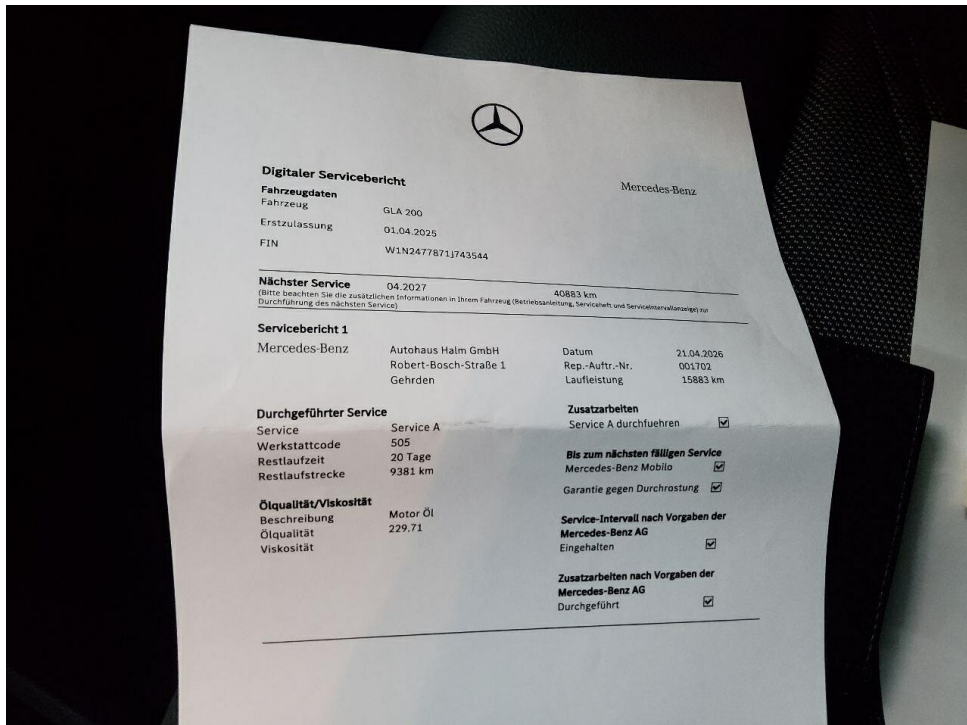 Digitaler Servicebericht
Mercedes-Benz
Fahrzeugdaten
Fahrzeug GLA 200
Erstzulassung 01.04.2025
FIN W1N2477871J743544
Nächster Service 04.2027 40883 km
(Bitte beachten Sie die zusätzlichen Informationen in Ihrem Fahrzeug (Betriebsanleitung, Serviceheft und Serviceintervallanzeige) zur
Durchführung des nächsten Service)
Servicebericht 1
Mercedes-Benz Autohaus Halm GmbH
Robert-Bosch-Straße 1
Gehrden
Datum 21.04.2026
Rep.-Auftr.-Nr. 001702
Laufleistung 15883 km
Durchgeführter Service
Service Service A
Werkstattcode 505
Restlaufzeit 20 Tage
Restlaufstrecke 9381 km
Ölqualität/Viskosität
Beschreibung Motor Öl
Ölqualität 229.71
Viskosität
Zusatzarbeiten
Service A durchfuehren
Bis zum nächsten fälligen Service
Mercedes-Benz Mobilo
Garantie gegen Durchrostung
Service-Intervall nach Vorgaben der
Mercedes-Benz AG
Eingehalten
Zusatzarbeiten nach Vorgaben der
Mercedes-Benz AG
Durchgeführt